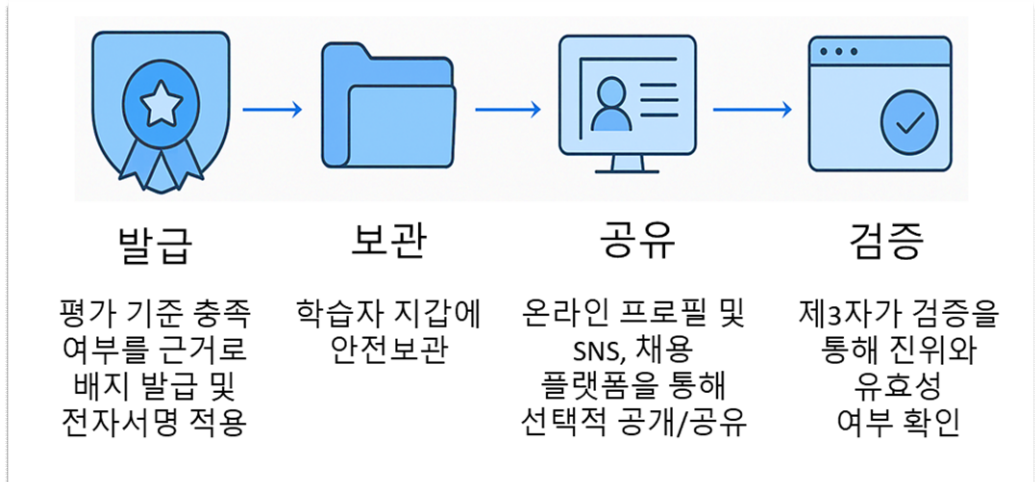 발급
평가 기준 충족
여부를 근거로
배지 발급 및
전자서명 적용
보관
학습자 지갑에
안전보관
공유
온라인 프로필 및
SNS, 채용
플랫폼을 통해
선택적 공개/공유
검증
제3자가 검증을
통해 진위와
유효성
여부 확인